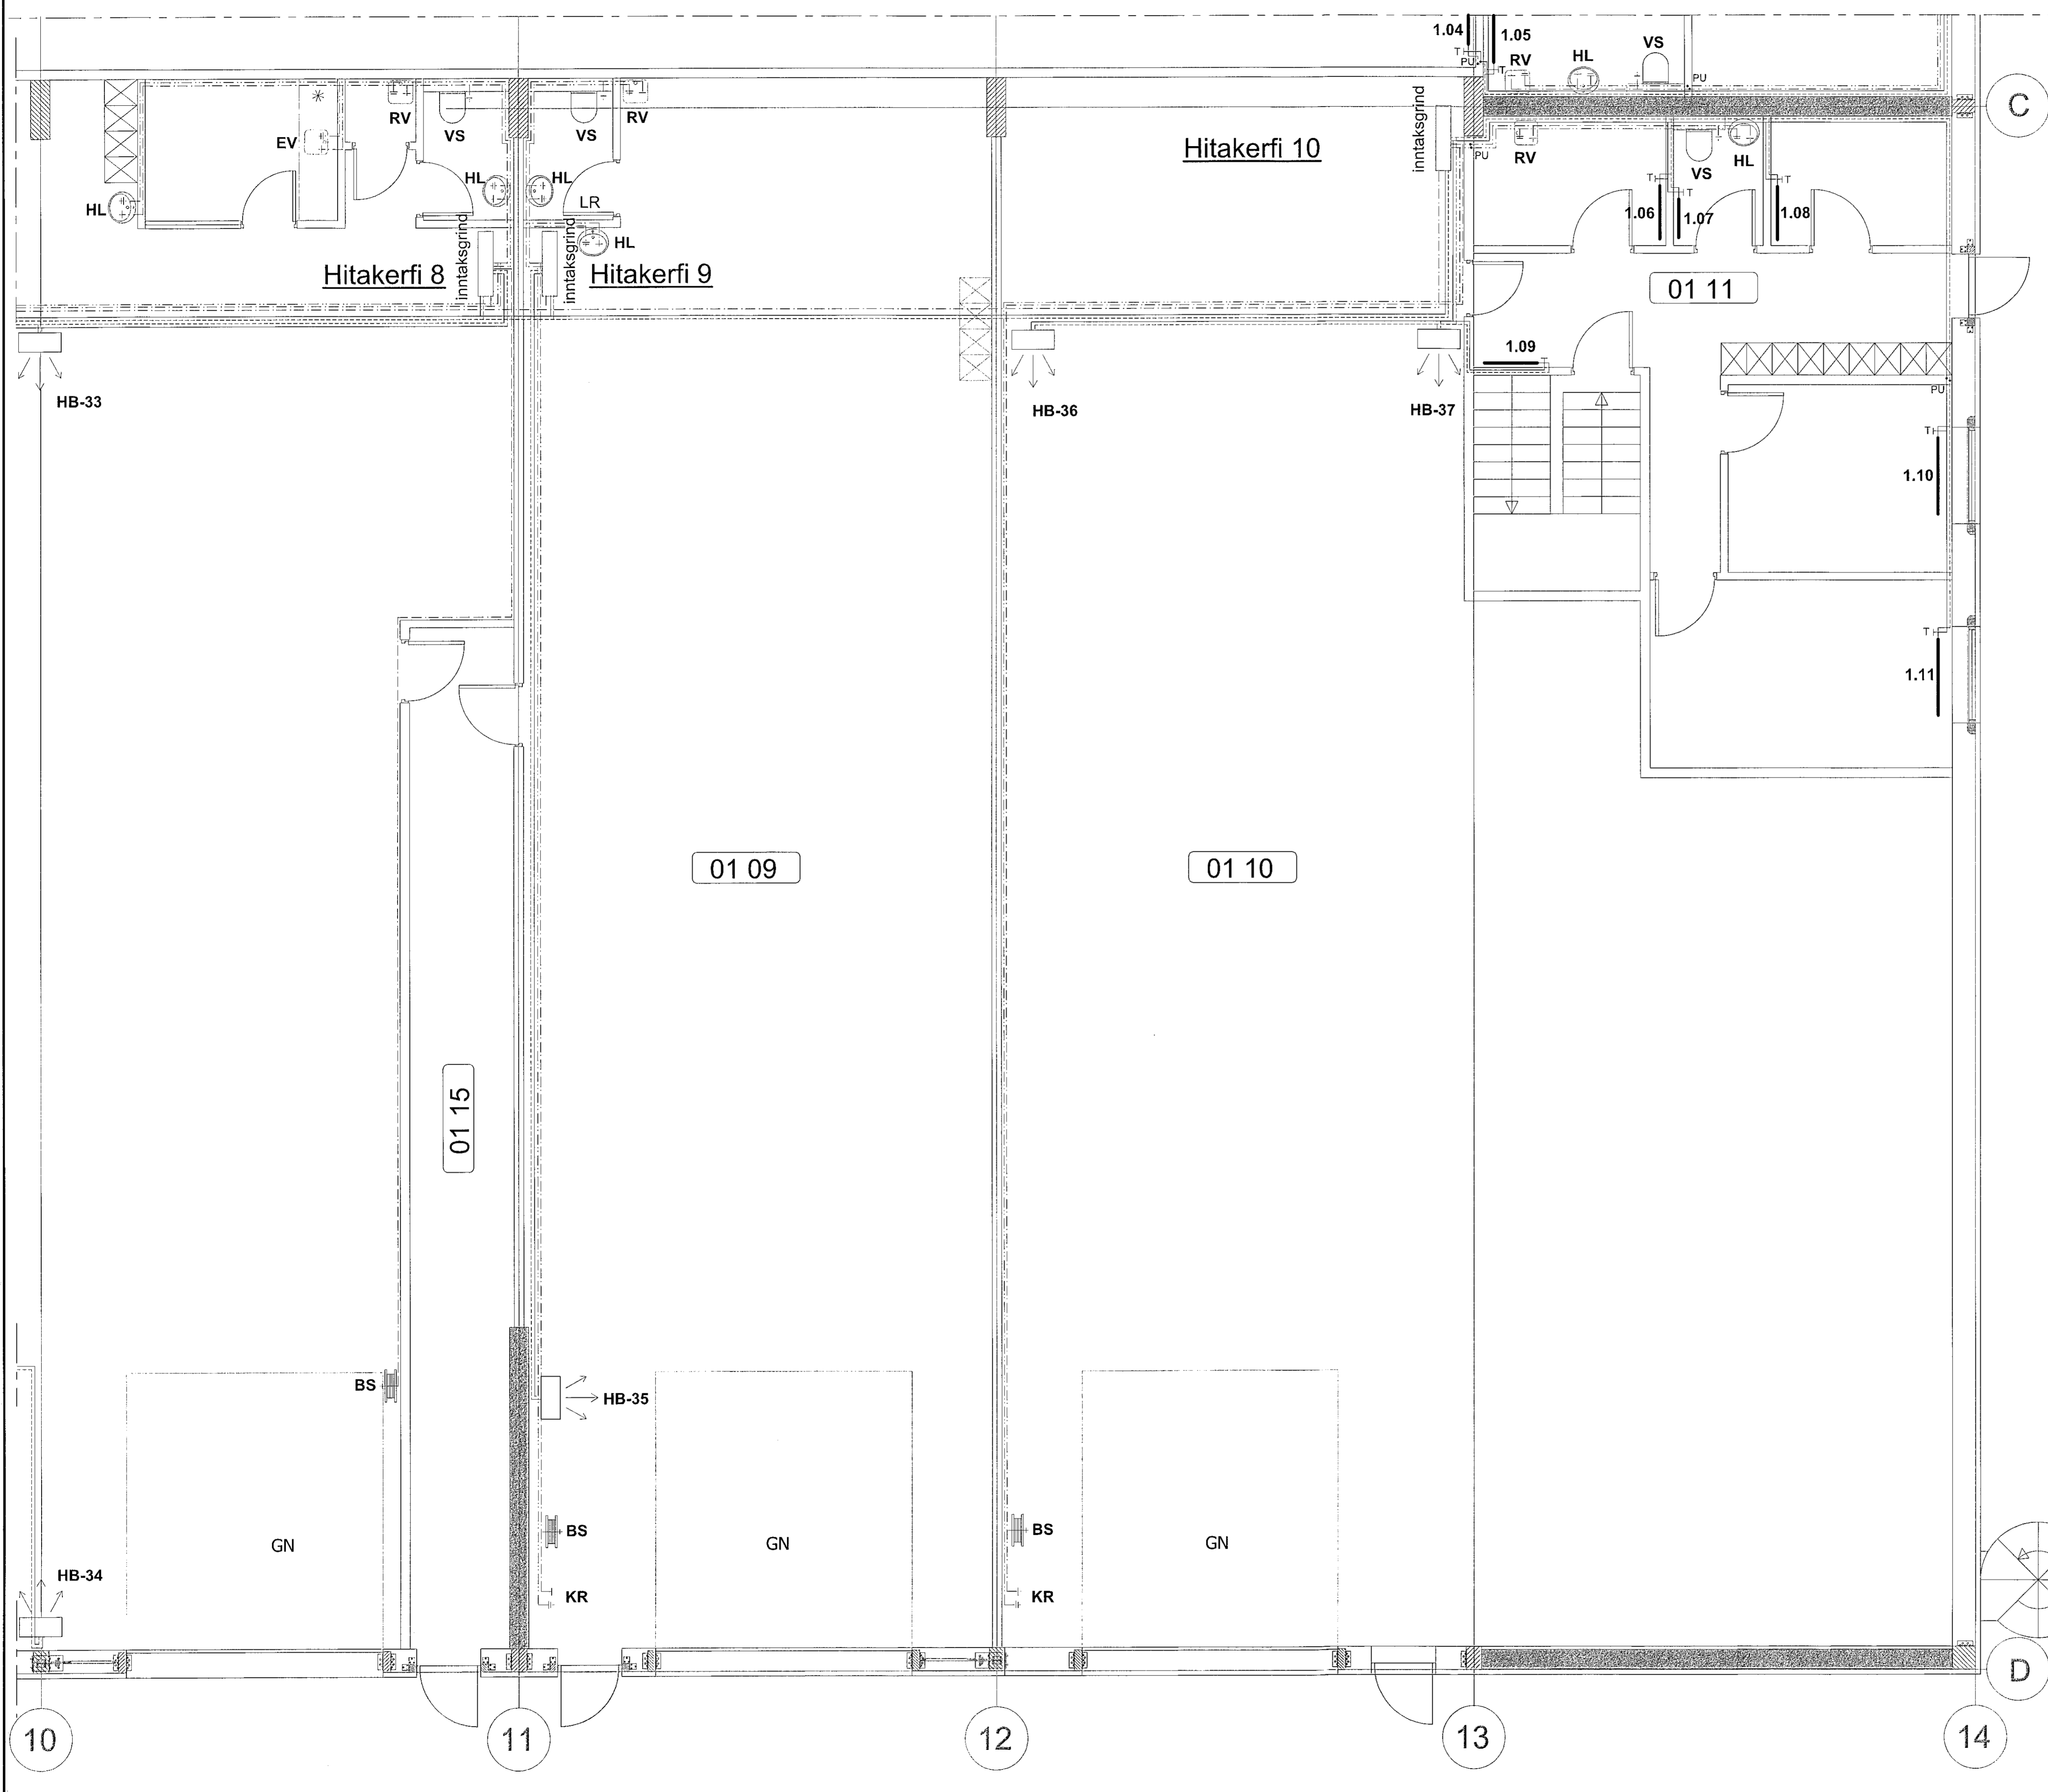 1.04
T
PU
1.05
T
RV
HL
VS
PU
C
EV
RV
VS
VS
RV
HL
HL
HL
LR
HL
inntaksgrind
inntaksgrind
Hitakerfi 8
Hitakerfi 9
Hitakerfi 10
inntaksgrind
PU
RV
VS
HL
T
1.06
T
1.07
T
1.08
01 11
1.09
T
HB-33
HB-36
HB-37
PU
T
1.10
T
1.11
01 09
01 10
01 15
BS
HB-35
GN
BS
GN
BS
GN
HB-34
KR
KR
D
10
11
12
13
14